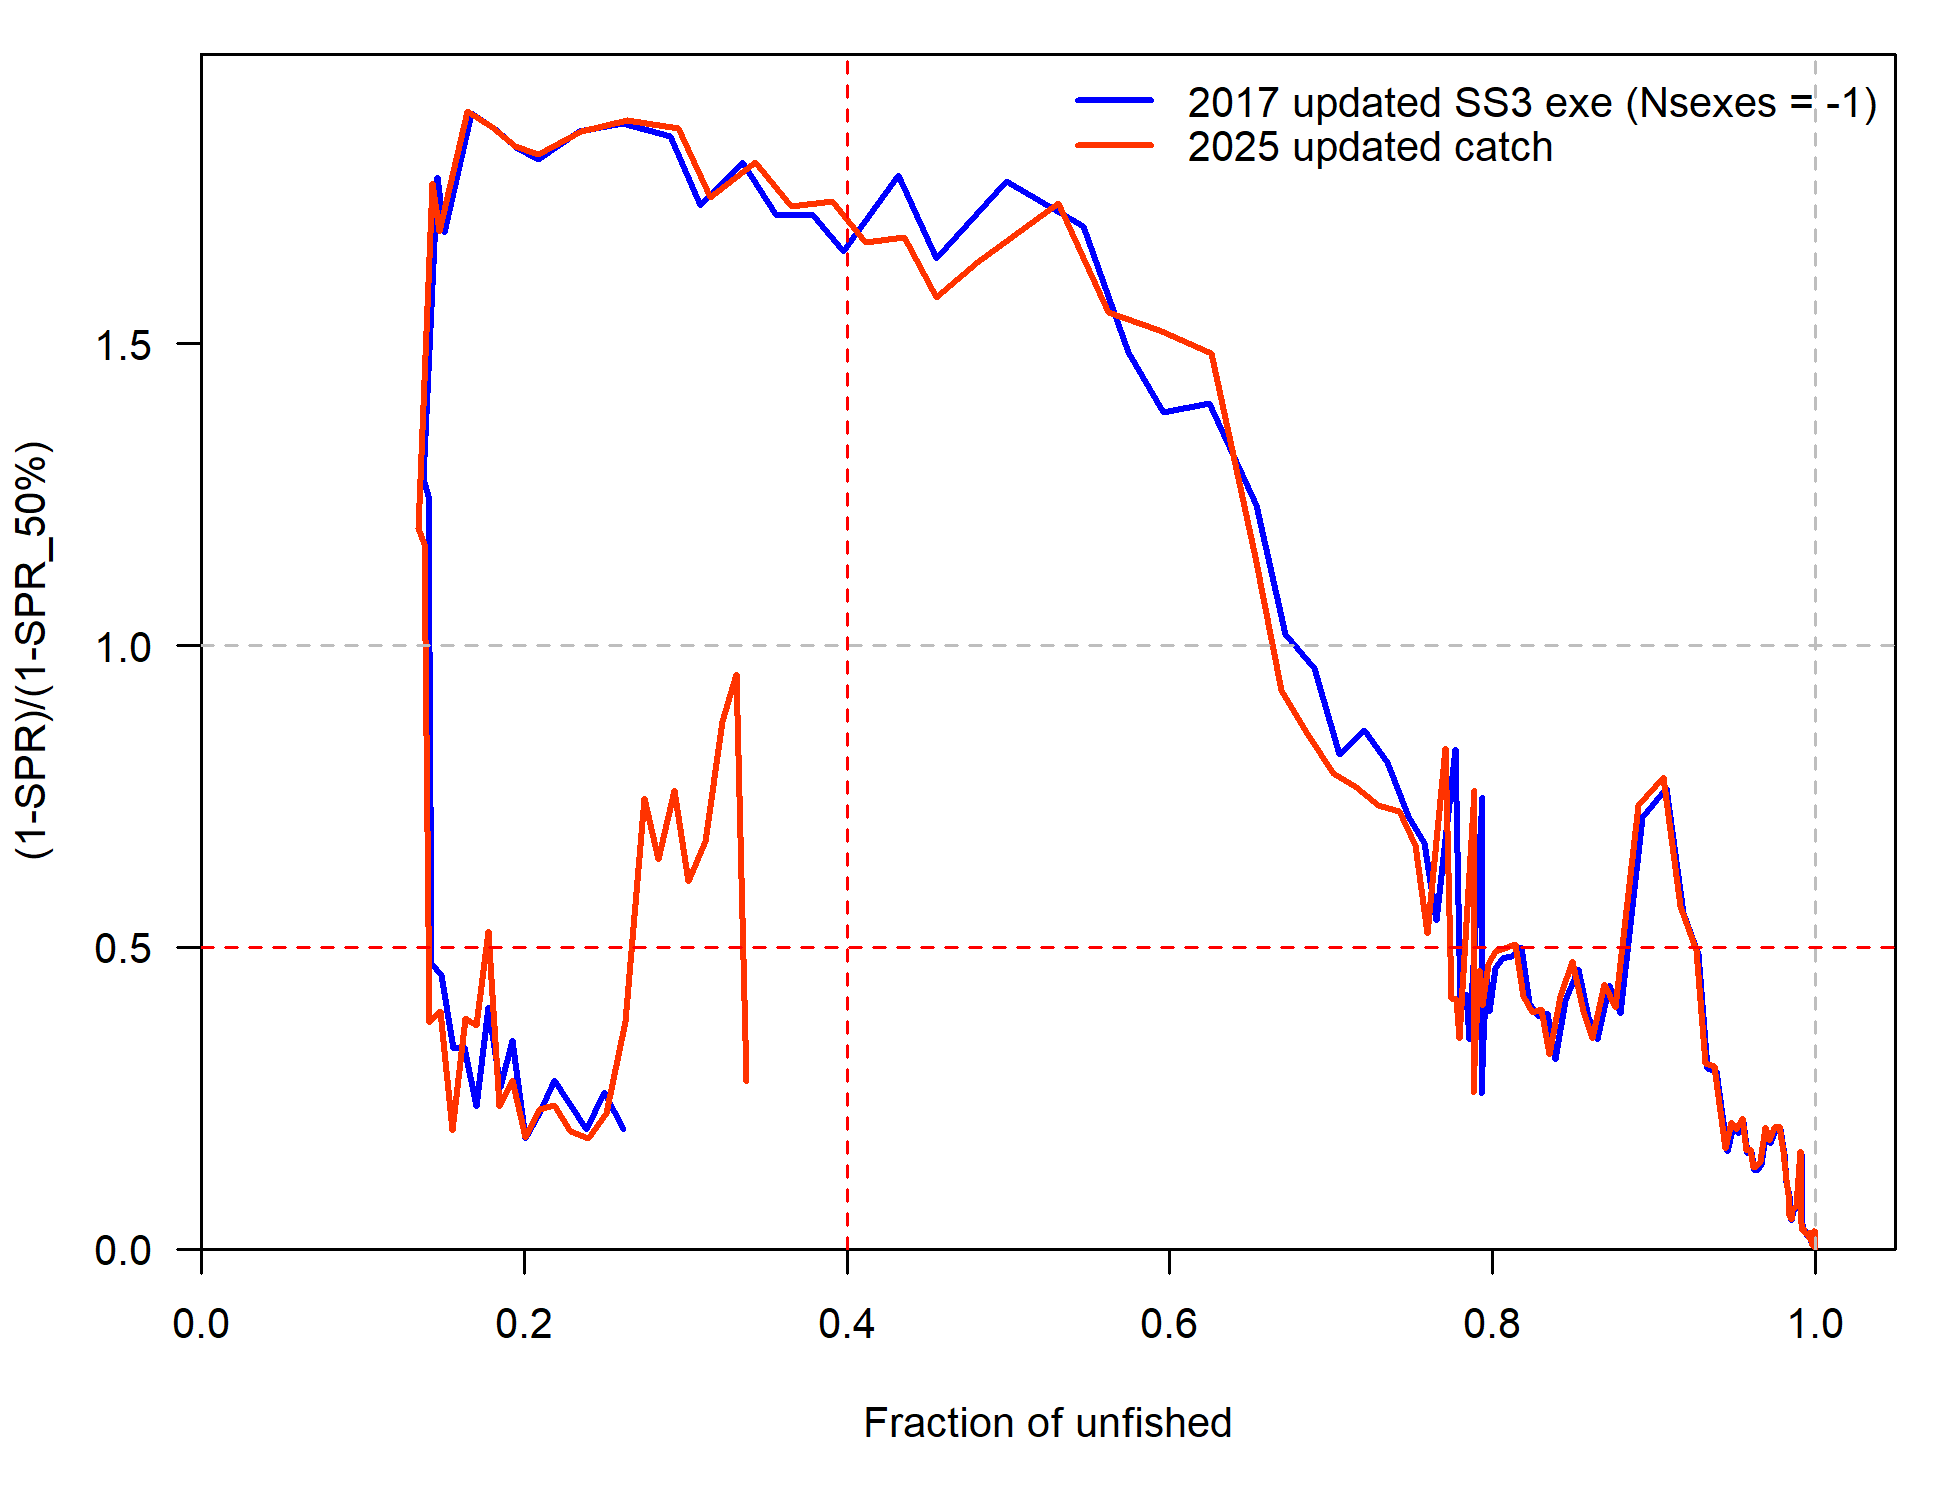 2017 updated SS3 exe (Nsexes = -1)
2025 updated catch
(1-SPR)/(1-SPR_50%)
1.5
1.0
0.5
0.0
0.0 0.2 0.4 0.6 0.8 1.0
Fraction of unfished